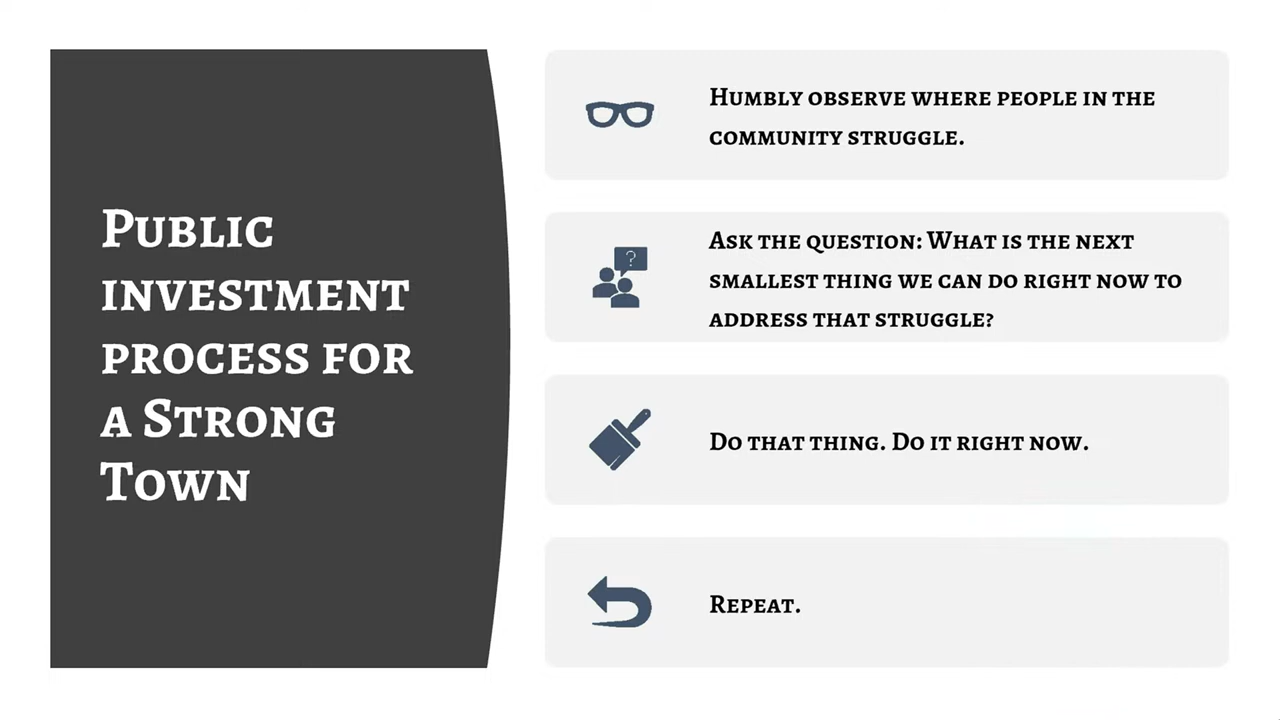 Public
investment
process for
a Strong
Town
Humbly observe where people in the
community struggle.
?
Ask the question: What is the next
smallest thing we can do right now to
address that struggle?
Do that thing. Do it right now.
Repeat.